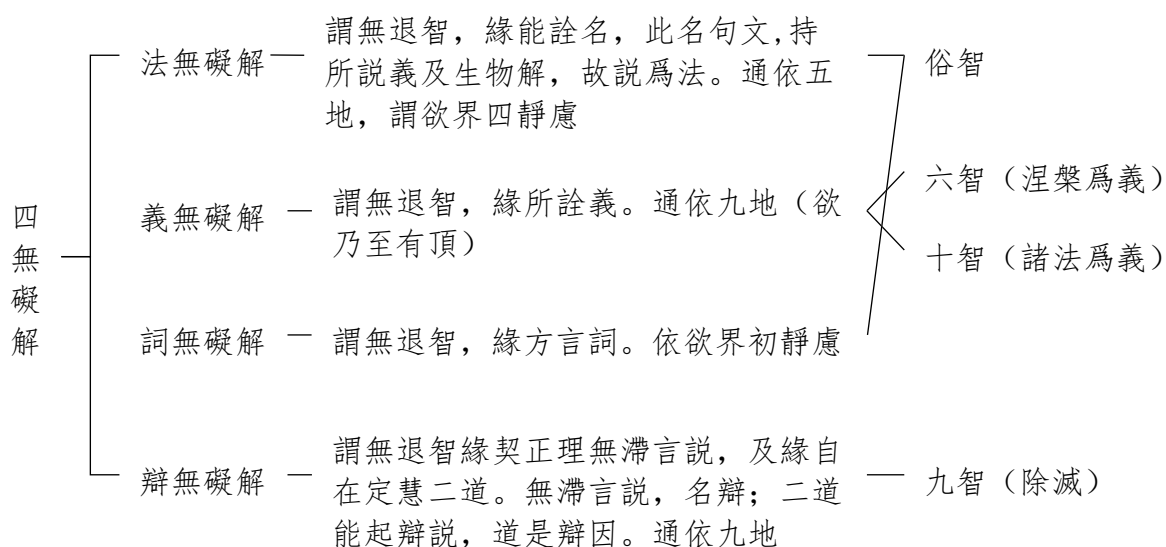 四無礙解
法無礙解
謂無退智，緣能詮名，此名句文,持
所説義及生物解，故説爲法。通依五
地，謂欲界四靜慮
俗智
義無礙解
謂無退智，緣所詮義。通依九地（欲
乃至有頂）
六智（涅槃爲義）
十智（諸法爲義）
詞無礙解
謂無退智，緣方言詞。依欲界初靜慮
辯無礙解
謂無退智緣契正理無滯言説，及緣自
在定慧二道。無滯言説，名辯；二道
能起辯説，道是辯因。通依九地
九智（除滅）